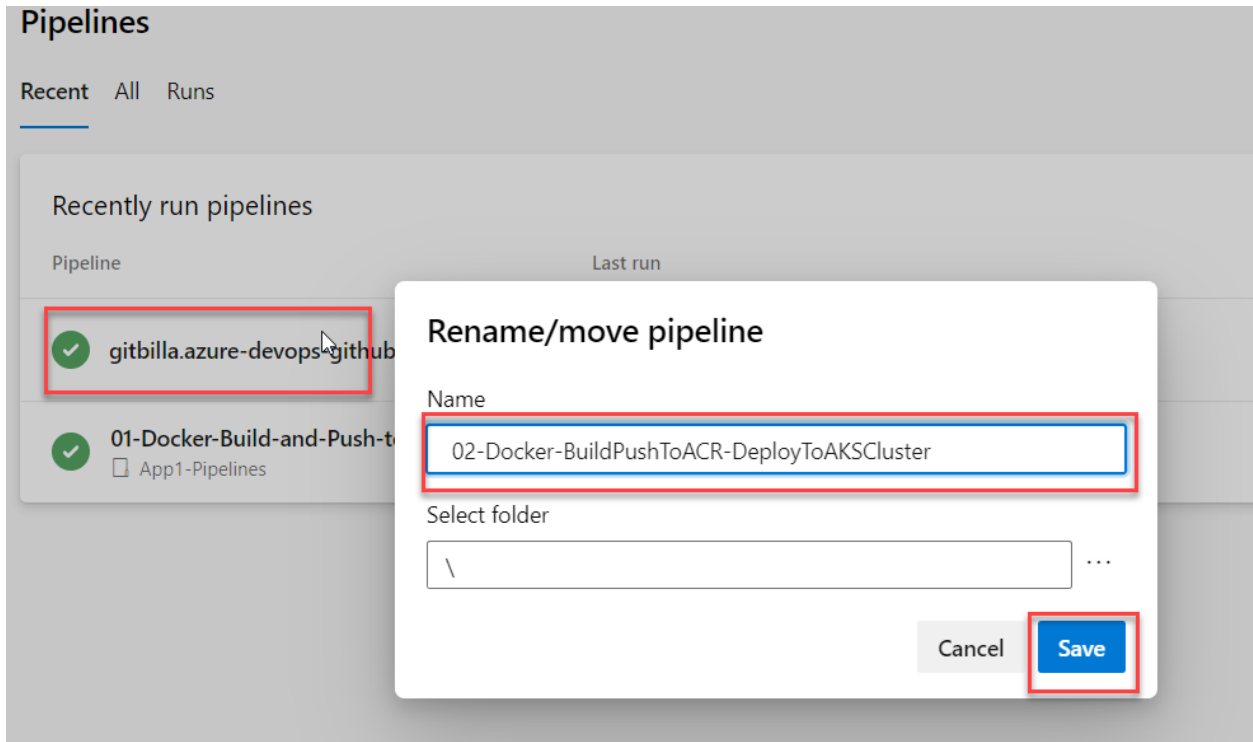 Pipelines
Recent All Runs
Recently run pipelines
Pipeline Last run
gitbilla.azure-devops-github
01-Docker-Build-and-Push-t
App1-Pipelines
Rename/move pipeline
Name
02-Docker-BuildPushToACR-DeployToAKSCluster
Select folder
\
...
Cancel Save